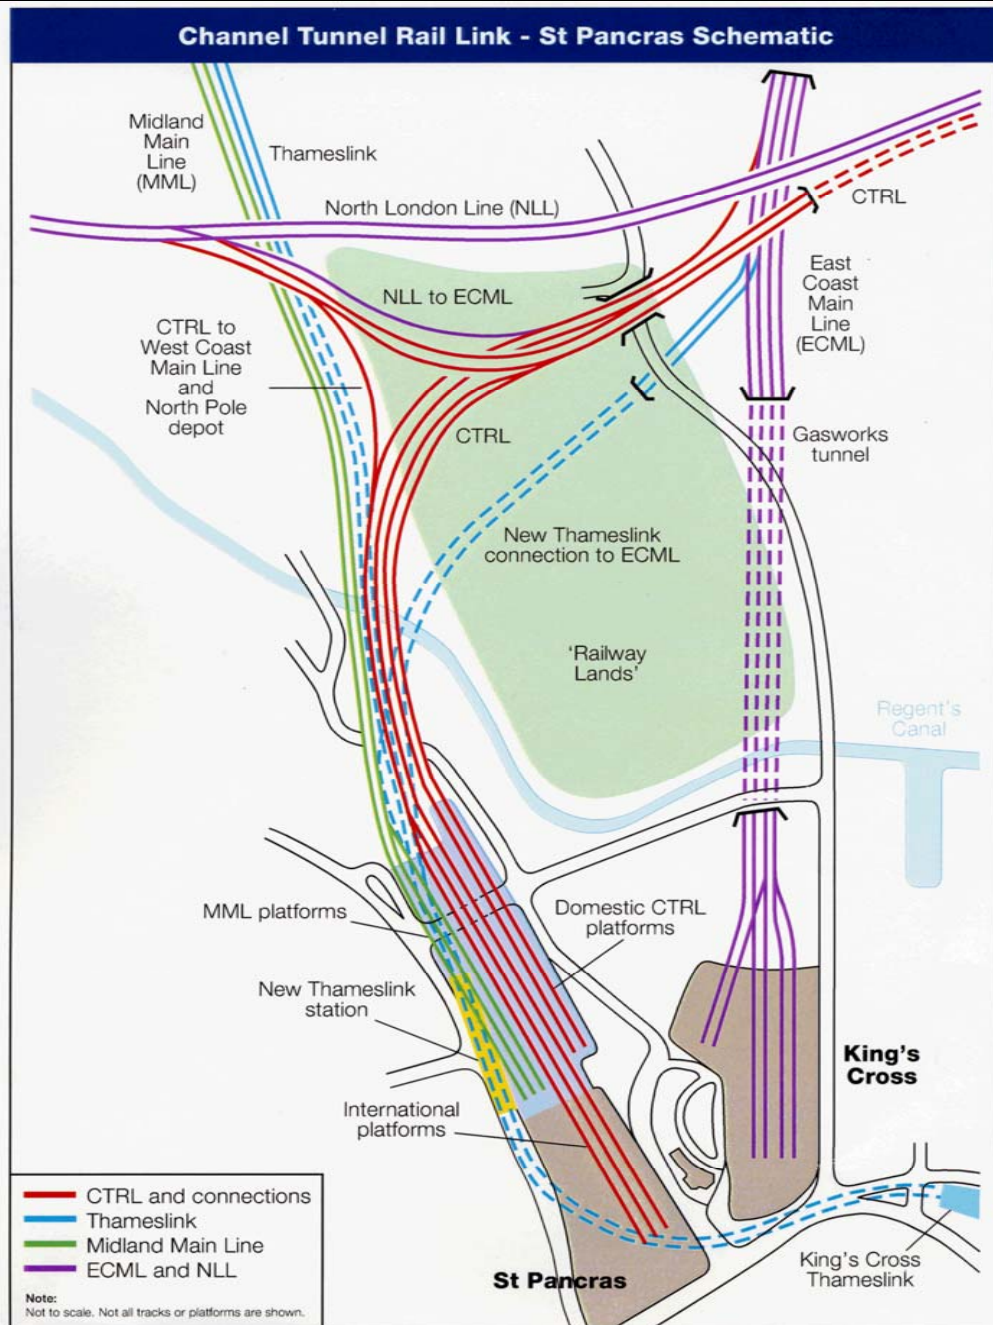 Channel Tunnel Rail Link - St Pancras Schematic
Midland
Main
Line
(MML)
Thameslink
North London Line (NLL)
CTRL
NLL to ECML
East
Coast
Main
Line
(ECML)
CTRL to
West Coast
Main Line
and
North Pole
depot
CTRL
Gasworks
tunnel
New Thameslink
connection to ECML
'Railway
Lands'
Regent's
Canal
MML platforms
Domestic CTRL
platforms
New Thameslink
station
King's
Cross
International
platforms
CTRL and connections
Thameslink
Midland Main Line
ECML and NLL
Note:
Not to scale. Not all tracks or platforms are shown.
St Pancras
King's Cross
Thameslink